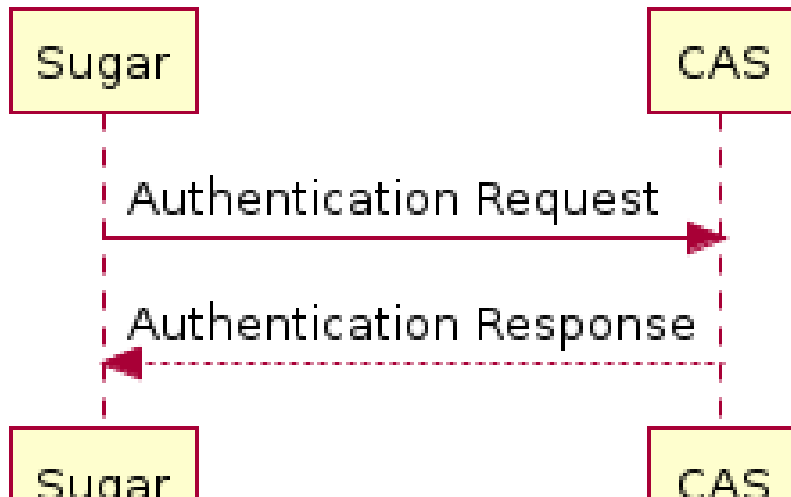 Sugar CAS
Authentication Request
Authentication Response
Sugar CAS